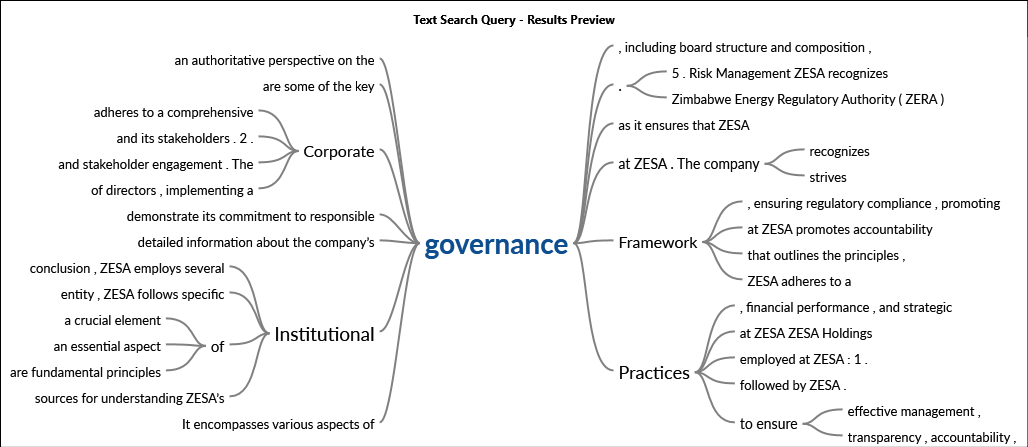 Text Search Query - Results Preview
an authoritative perspective on the
are some of the key
adheres to a comprehensive
and its stakeholders . 2 .
and stakeholder engagement . The
of directors , implementing a
Corporate
demonstrate its commitment to responsible
detailed information about the company's
conclusion , ZESA employs several
entity , ZESA follows specific
a crucial element
an essential aspect
are fundamental principles
of
sources for understanding ZESA's
Institutional
It encompasses various aspects of
governance
, including board structure and composition ,
.
5 . Risk Management ZESA recognizes
Zimbabwe Energy Regulatory Authority ( ZERA )
as it ensures that ZESA
at ZESA . The company
recognizes
strives
Framework
, ensuring regulatory compliance , promoting
at ZESA promotes accountability
that outlines the principles ,
ZESA adheres to a
Practices
, financial performance , and strategic
at ZESA ZESA Holdings
employed at ZESA : 1 .
followed by ZESA .
to ensure
effective management ,
transparency , accountability ,